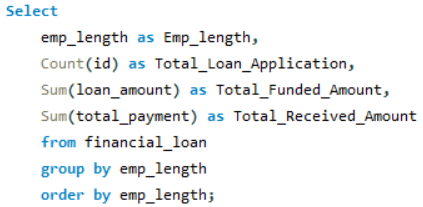 Select
emp_length as Emp_length,
Count(id) as Total_Loan_Application,
Sum(loan_amount) as Total_Funded_Amount,
Sum(total_payment) as Total_Received_Amount
from financial_loan
group by emp_length
order by emp_length;